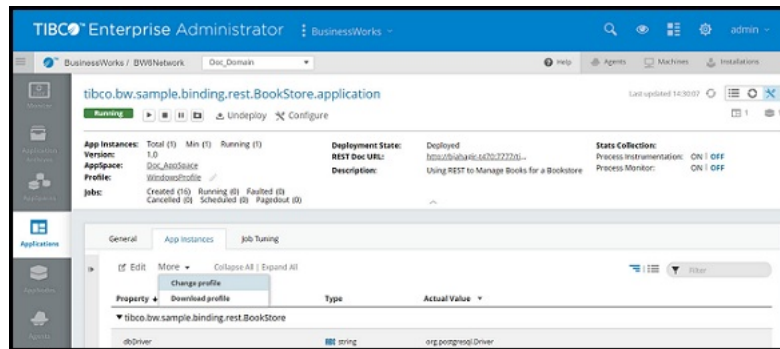 TIBCO™ Enterprise Administrator BusinessWorks admin
BusinessWorks / BW6Network Doc_Domain Help Agents Machines Installations
tibco.bw.sample.binding.rest.BookStore.application Last updated 14:30:07
Running Undeploy Configure 1
App Instances: Total (1) Min (1) Running (1) Deployment State: Deployed Stats Collection:
Version: 1.0 REST Doc URL: Process Instrumentation: ON | OFF
AppSpace: Doc_AppSpace Description: Using REST to Manage Books for a Bookstore Process Monitor: ON | OFF
Profile: WindowsProfile
Jobs: Created (16) Running (0) Faulted (0)
Cancelled (0) Scheduled (0) Pagedout (0)
Applications
General App Instances Job Tuning
Edit More Collapse All | Expand All Filter
Change profile
Download profile
Property Type Actual Value
tibco.bw.sample.binding.rest.BookStore
dbDriver string org.postgresql.Driver
Agents